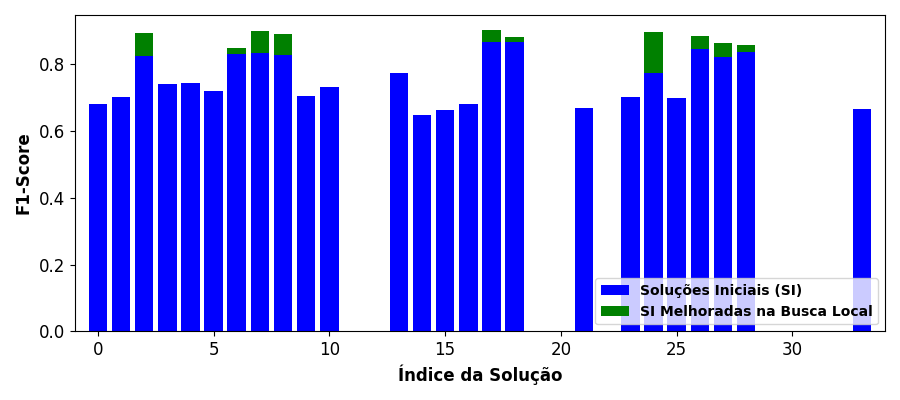 F1-Score
0.8
0.6
0.4
0.2
0.0
0 5 10 15 20 25 30
Índice da Solução
Soluções Iniciais (SI)
SI Melhoradas na Busca Local